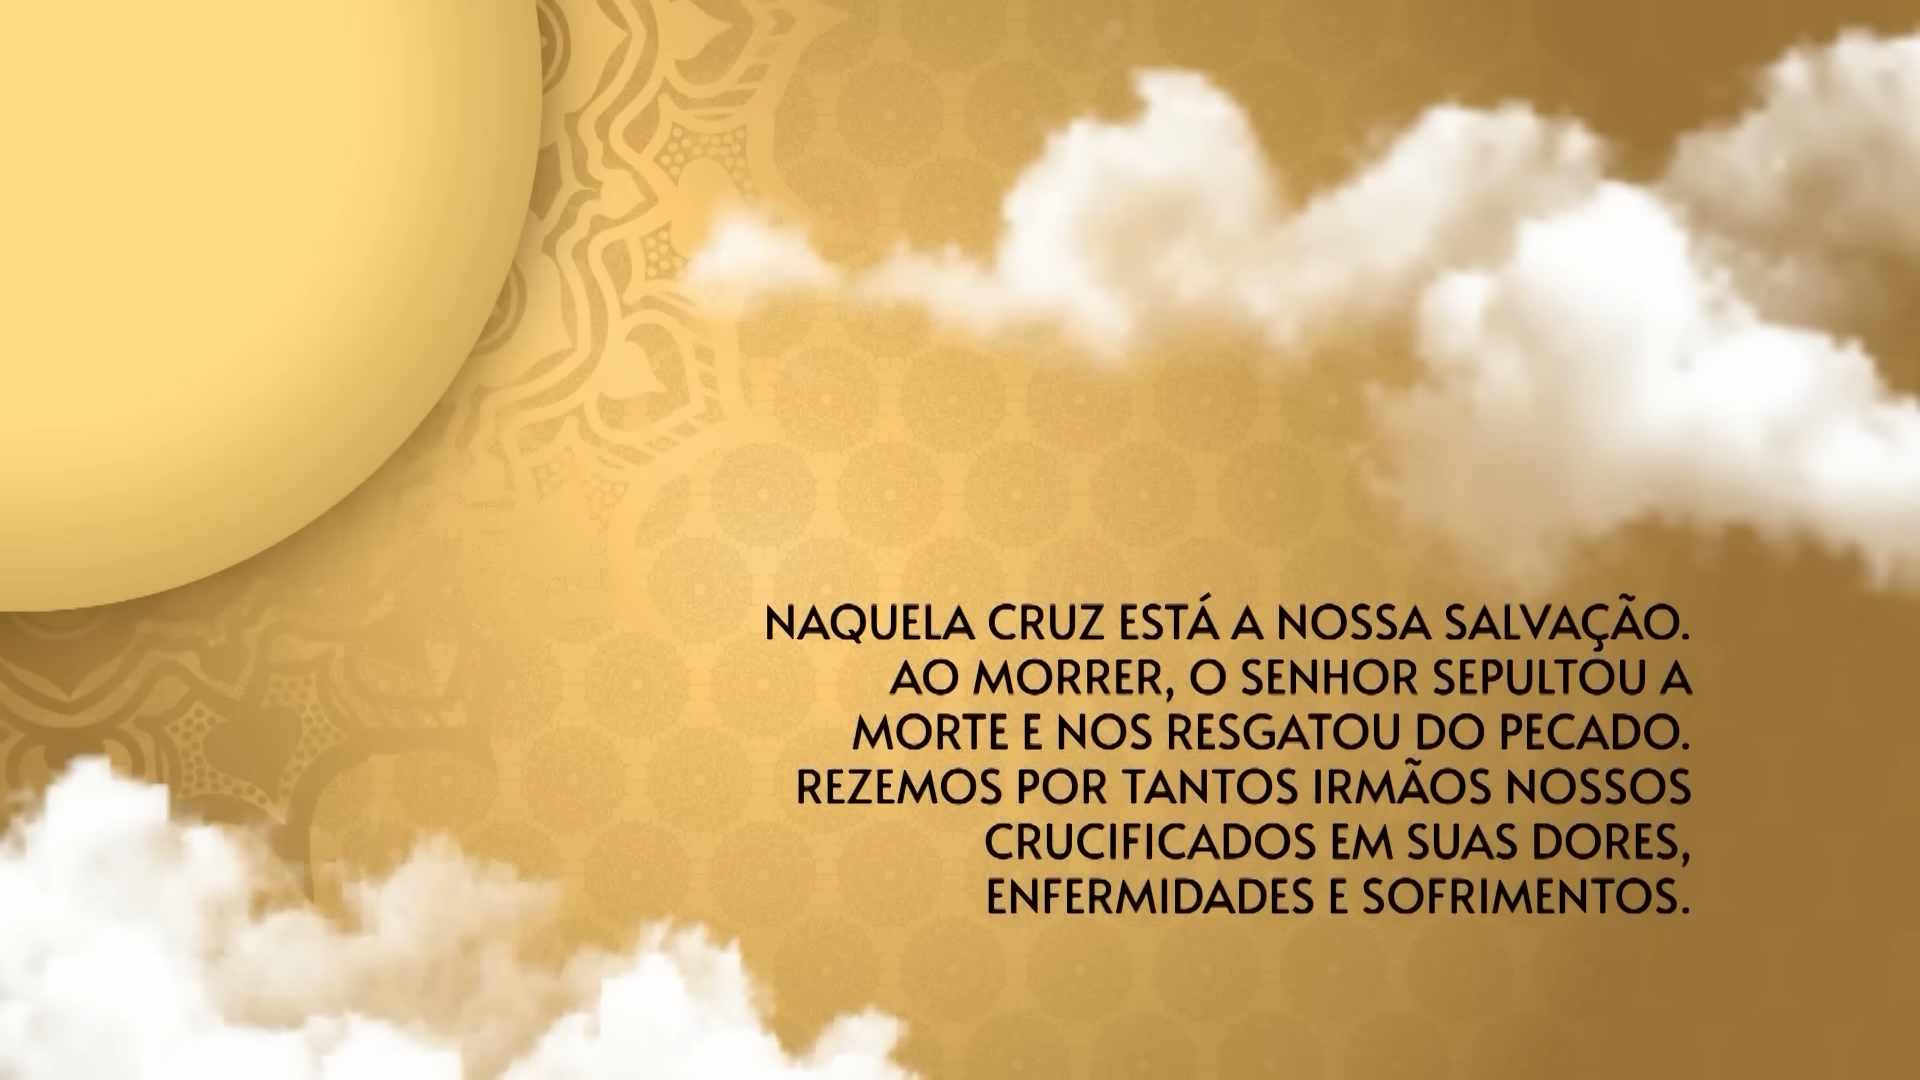 NAQUELA CRUZ ESTÁ A NOSSA SALVAÇÃO.
AO MORRER, O SENHOR SEPULTOU A
MORTE E NOS RESGATOU DO PECADO.
REZEMOS POR TANTOS IRMÃOS NOSSOS
CRUCIFICADOS EM SUAS DORES,
ENFERMIDADES E SOFRIMENTOS.